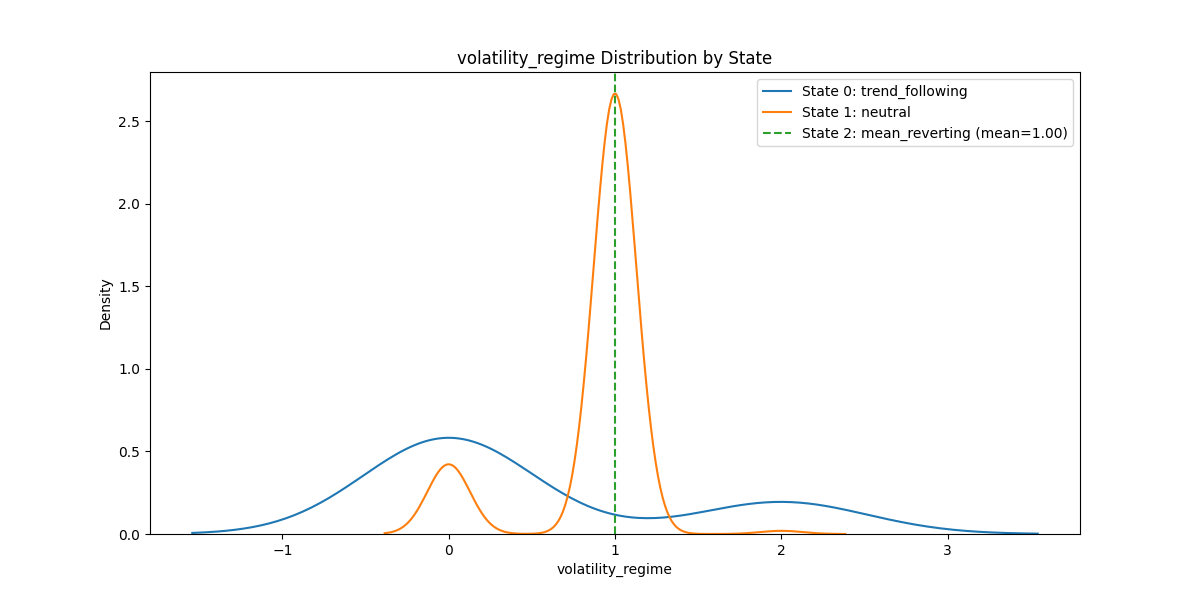 volatility_regime Distribution by State
State 0: trend_following
State 1: neutral
State 2: mean_reverting (mean=1.00)
Density
2.5
2.0
1.5
1.0
0.5
0.0
−1
0
1
2
3
volatility_regime